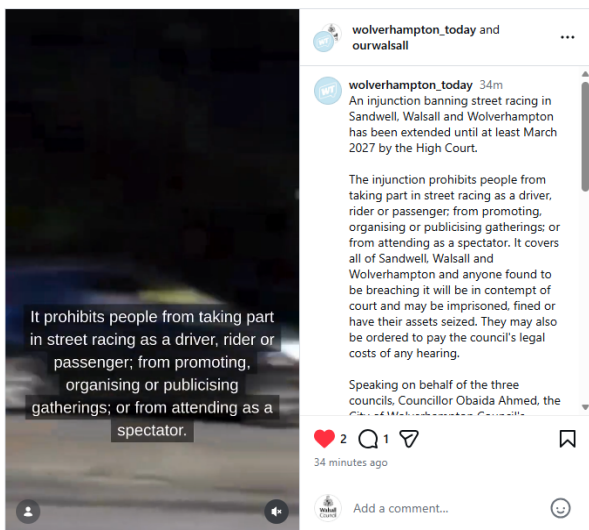 It prohibits people from taking part
in street racing as a driver, rider or
passenger; from promoting,
organising or publicising
gatherings; or from attending as a
spectator.
wolverhampton_today and
ourwalsall
wolverhampton_today 34m
An injunction banning street racing in
Sandwell, Walsall and Wolverhampton
has been extended until at least March
2027 by the High Court.
The injunction prohibits people from
taking part in street racing as a driver,
rider or passenger; from promoting,
organising or publicising gatherings; or
from attending as a spectator. It covers
all of Sandwell, Walsall and
Wolverhampton and anyone found to
be breaching it will be in contempt of
court and may be imprisoned, fined or
have their assets seized. They may also
be ordered to pay the council's legal
costs of any hearing.
Speaking on behalf of the three
councils, Councillor Obaida Ahmed, the
City of Wolverhampton Council's
2 1
34 minutes ago
Walsall Council
Add a comment...